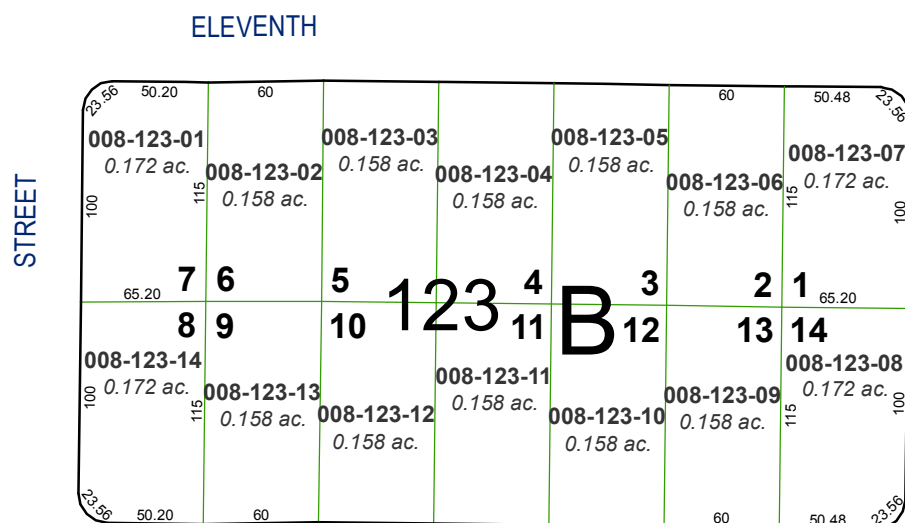 ELEVENTH
STREET
23.56 50.20 60 60 50.48 23.56
008-123-01
0.172 ac.
008-123-02
0.158 ac.
008-123-03
0.158 ac.
008-123-04
0.158 ac.
008-123-05
0.158 ac.
008-123-06
0.158 ac.
008-123-07
0.172 ac.
100 115 115 100
7 6 5 4 3 2 1
65.20 123 B 65.20
8 9 10 11 12 13 14
008-123-14
0.172 ac.
008-123-13
0.158 ac.
008-123-12
0.158 ac.
008-123-11
0.158 ac.
008-123-10
0.158 ac.
008-123-09
0.158 ac.
008-123-08
0.172 ac.
100 115 115 100
23.56 50.20 60 60 50.48 23.56